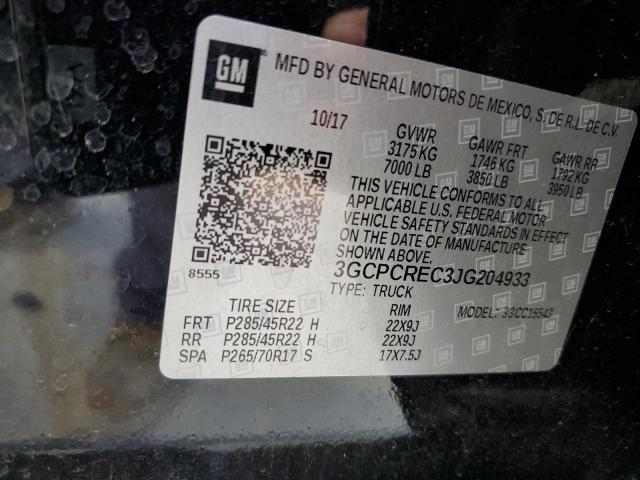 GM
MFD BY GENERAL MOTORS DE MEXICO, S. DE R.L. DE C.V.
10/17
GVWR GAWR FRT GAWR RR
3175 KG 1746 KG 1792 KG
7000 LB 3850 LB 3950 LB
THIS VEHICLE CONFORMS TO ALL
APPLICABLE U.S. FEDERAL MOTOR
VEHICLE SAFETY STANDARDS IN EFFECT
ON THE DATE OF MANUFACTURE
SHOWN ABOVE.
8555
3GCPCREC3JG204933
TYPE: TRUCK MODEL:
TIRE SIZE RIM
FRT P285/45R22 H 22X9J
RR P285/45R22 H 22X9J
SPA P265/70R17 S 17X7.5J